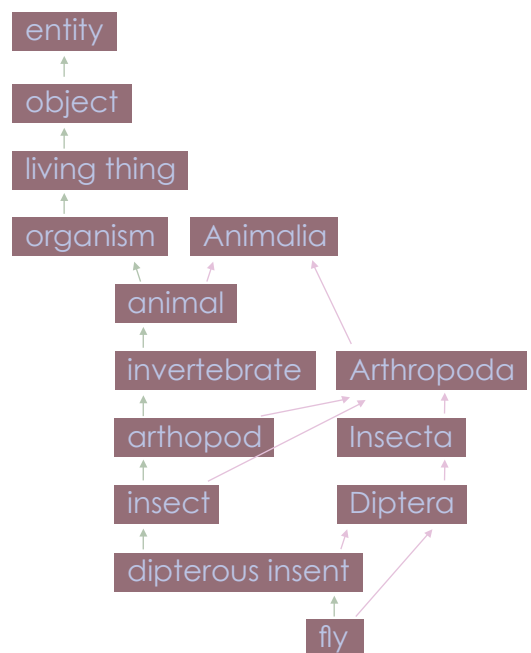 entity
object
living thing
organism
Animalia
animal
invertebrate
Arthropoda
arthopod
Insecta
insect
Diptera
dipterous insent
fly